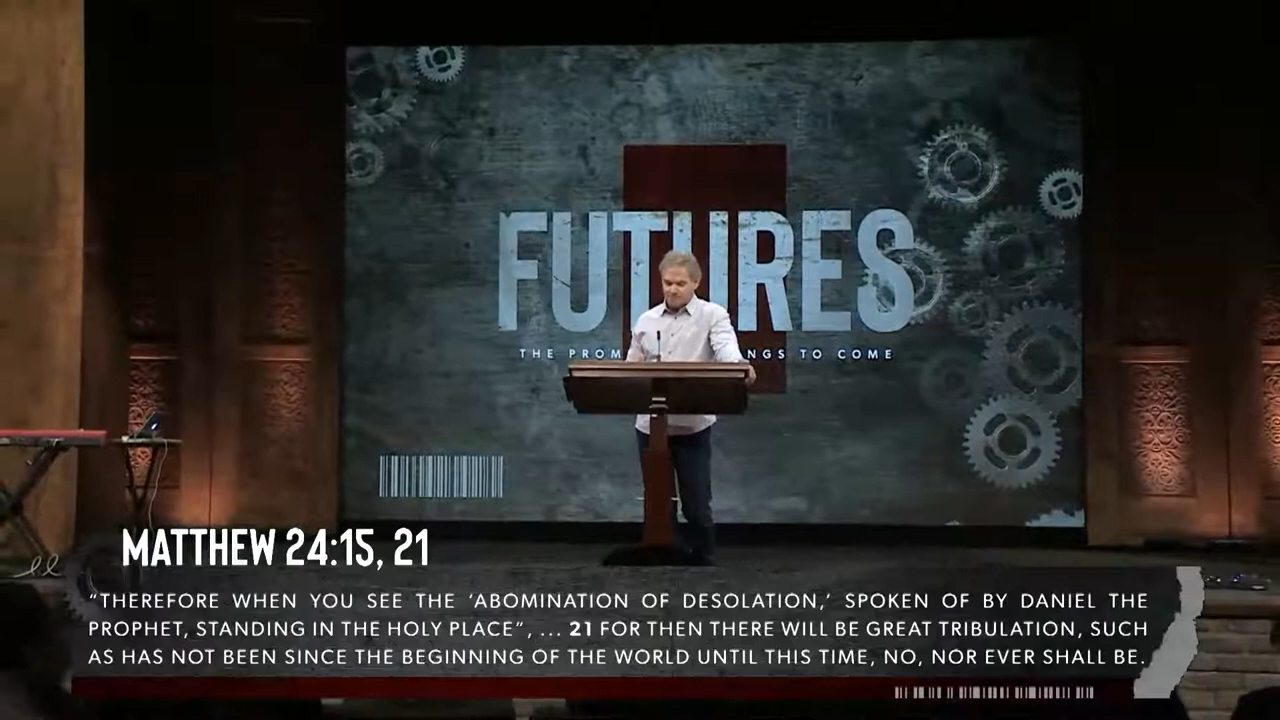 FUTURES
THE PROM NGS TO COME
MATTHEW 24:15, 21
“THEREFORE WHEN YOU SEE THE ‘ABOMINATION OF DESOLATION,’ SPOKEN OF BY DANIEL THE
PROPHET, STANDING IN THE HOLY PLACE”, ... 21 FOR THEN THERE WILL BE GREAT TRIBULATION, SUCH
AS HAS NOT BEEN SINCE THE BEGINNING OF THE WORLD UNTIL THIS TIME, NO, NOR EVER SHALL BE.